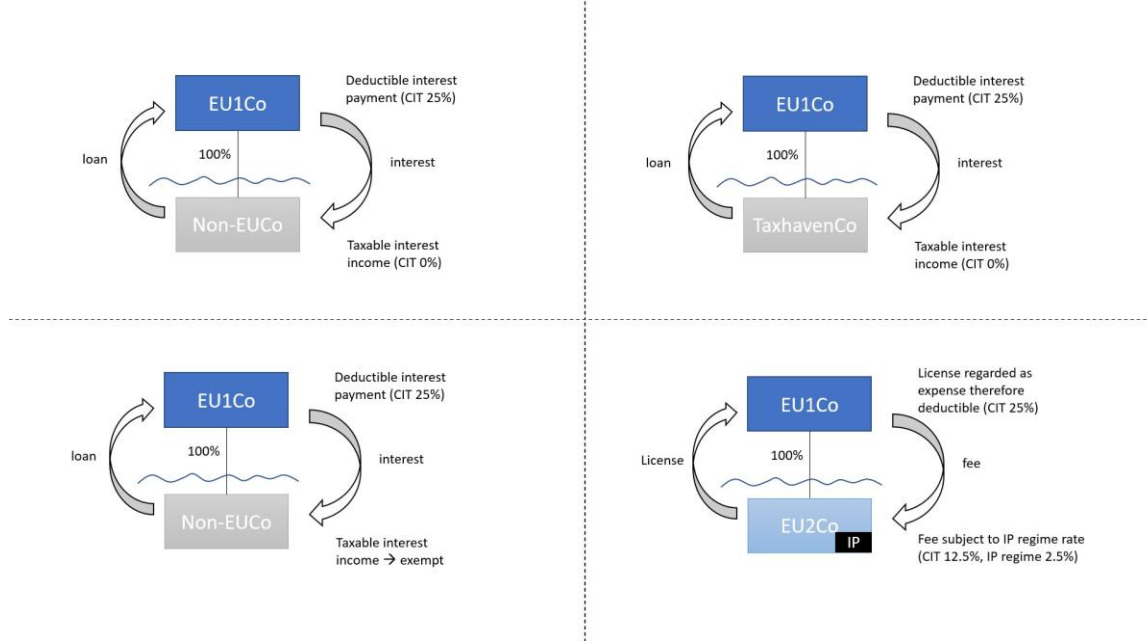 Deductible interest
payment (CIT 25%)
EU1Co
loan
100%
interest
Non-EUCo
Taxable interest
income (CIT 0%)
Deductible interest
payment (CIT 25%)
EU1Co
loan
100%
interest
TaxhavenCo
Taxable interest
income (CIT 0%)
Deductible interest
payment (CIT 25%)
EU1Co
loan
100%
interest
Non-EUCo
Taxable interest
income → exempt
License regarded as
expense therefore
deductible (CIT 25%)
EU1Co
License
100%
fee
EU2Co
IP
Fee subject to IP regime rate
(CIT 12.5%, IP regime 2.5%)